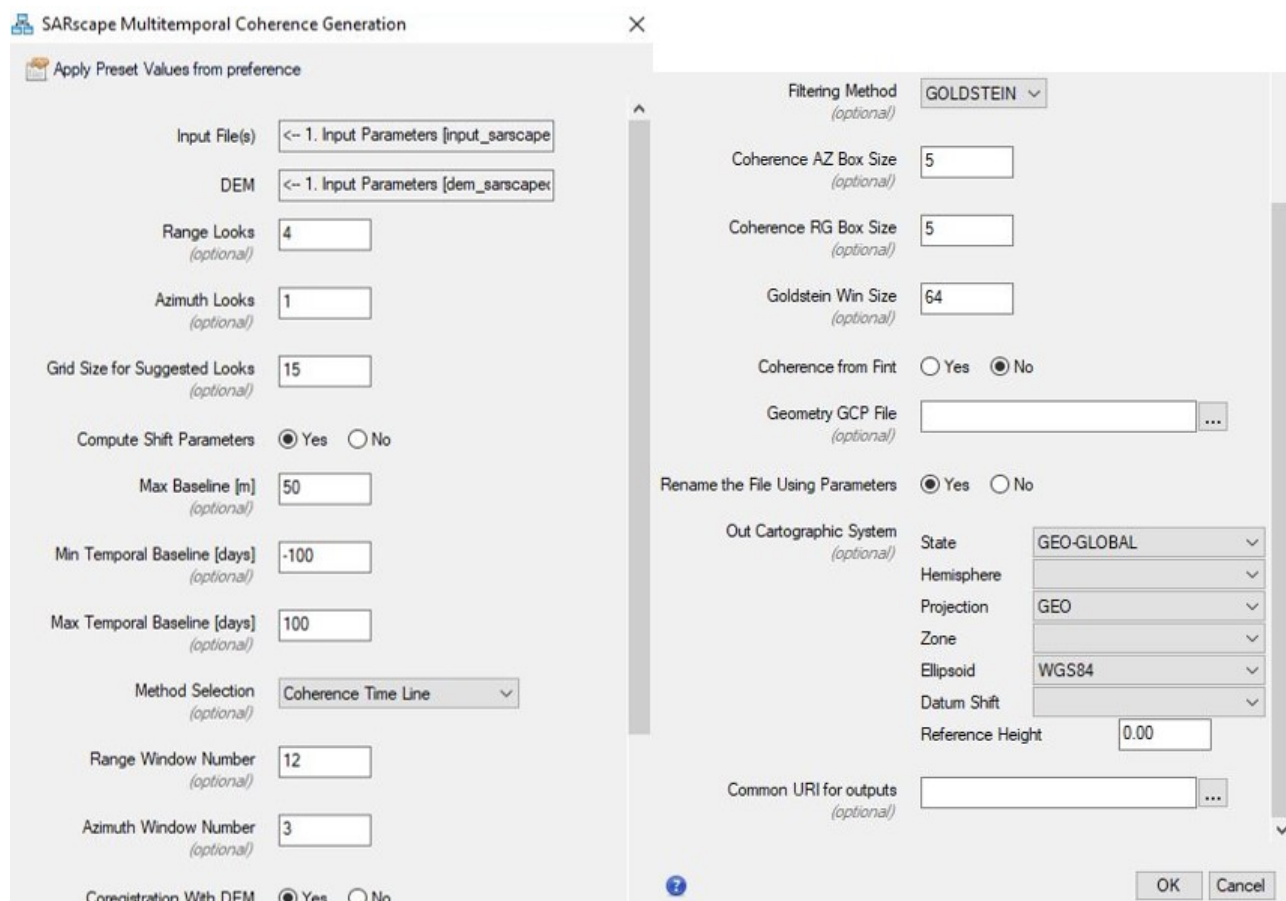 SARscape Multitemporal Coherence Generation
Apply Preset Values from preference
Input File(s) <-- 1. Input Parameters [input_sarscape
DEM <-- 1. Input Parameters [dem_sarscape
Range Looks 4
(optional)
Azimuth Looks 1
(optional)
Grid Size for Suggested Looks 15
(optional)
Compute Shift Parameters Yes No
Max Baseline [m] 50
(optional)
Min Temporal Baseline [days] -100
(optional)
Max Temporal Baseline [days] 100
(optional)
Method Selection Coherence Time Line
(optional)
Range Window Number 12
(optional)
Azimuth Window Number 3
(optional)
Coregistration With DEM Yes No
Filtering Method GOLDSTEIN
(optional)
Coherence AZ Box Size 5
(optional)
Coherence RG Box Size 5
(optional)
Goldstein Win Size 64
(optional)
Coherence from Fint Yes No
Geometry GCP File ...
(optional)
Rename the File Using Parameters Yes No
Out Cartographic System
(optional)
State GEO-GLOBAL
Hemisphere
Projection GEO
Zone
Ellipsoid WGS84
Datum Shift
Reference Height 0.00
Common URI for outputs ...
(optional)
? OK Cancel